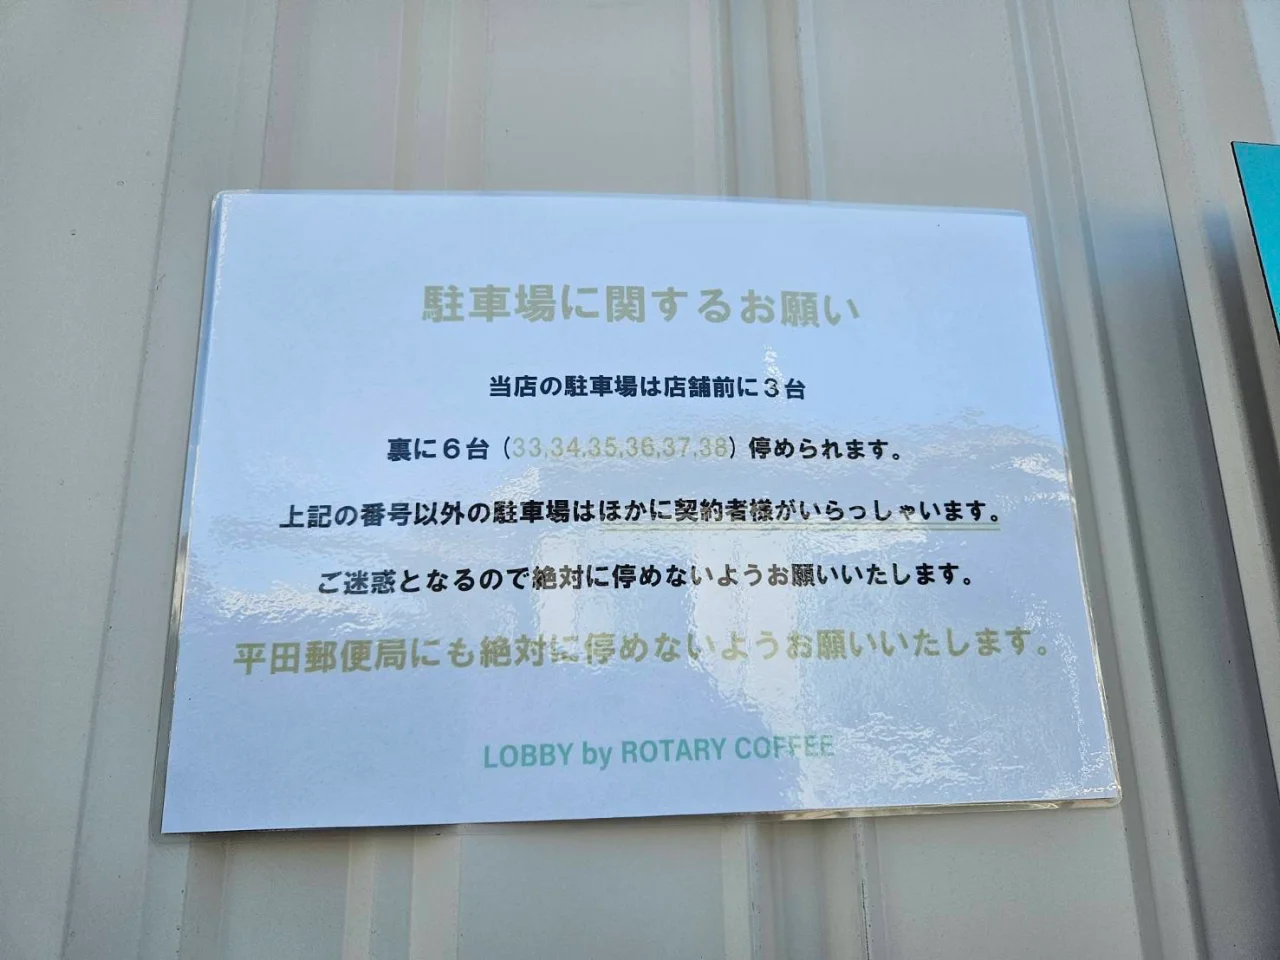 駐車場に関するお願い
当店の駐車場は店舗前に３台
裏に６台（33,34,35,36,37,38）停められます。
上記の番号以外の駐車場はほかに契約者様がいらっしゃいます。
ご迷惑となるので絶対に停めないようお願いいたします。
平田郵便局にも絶対に停めないようお願いいたします。
LOBBY by ROTARY COFFEE